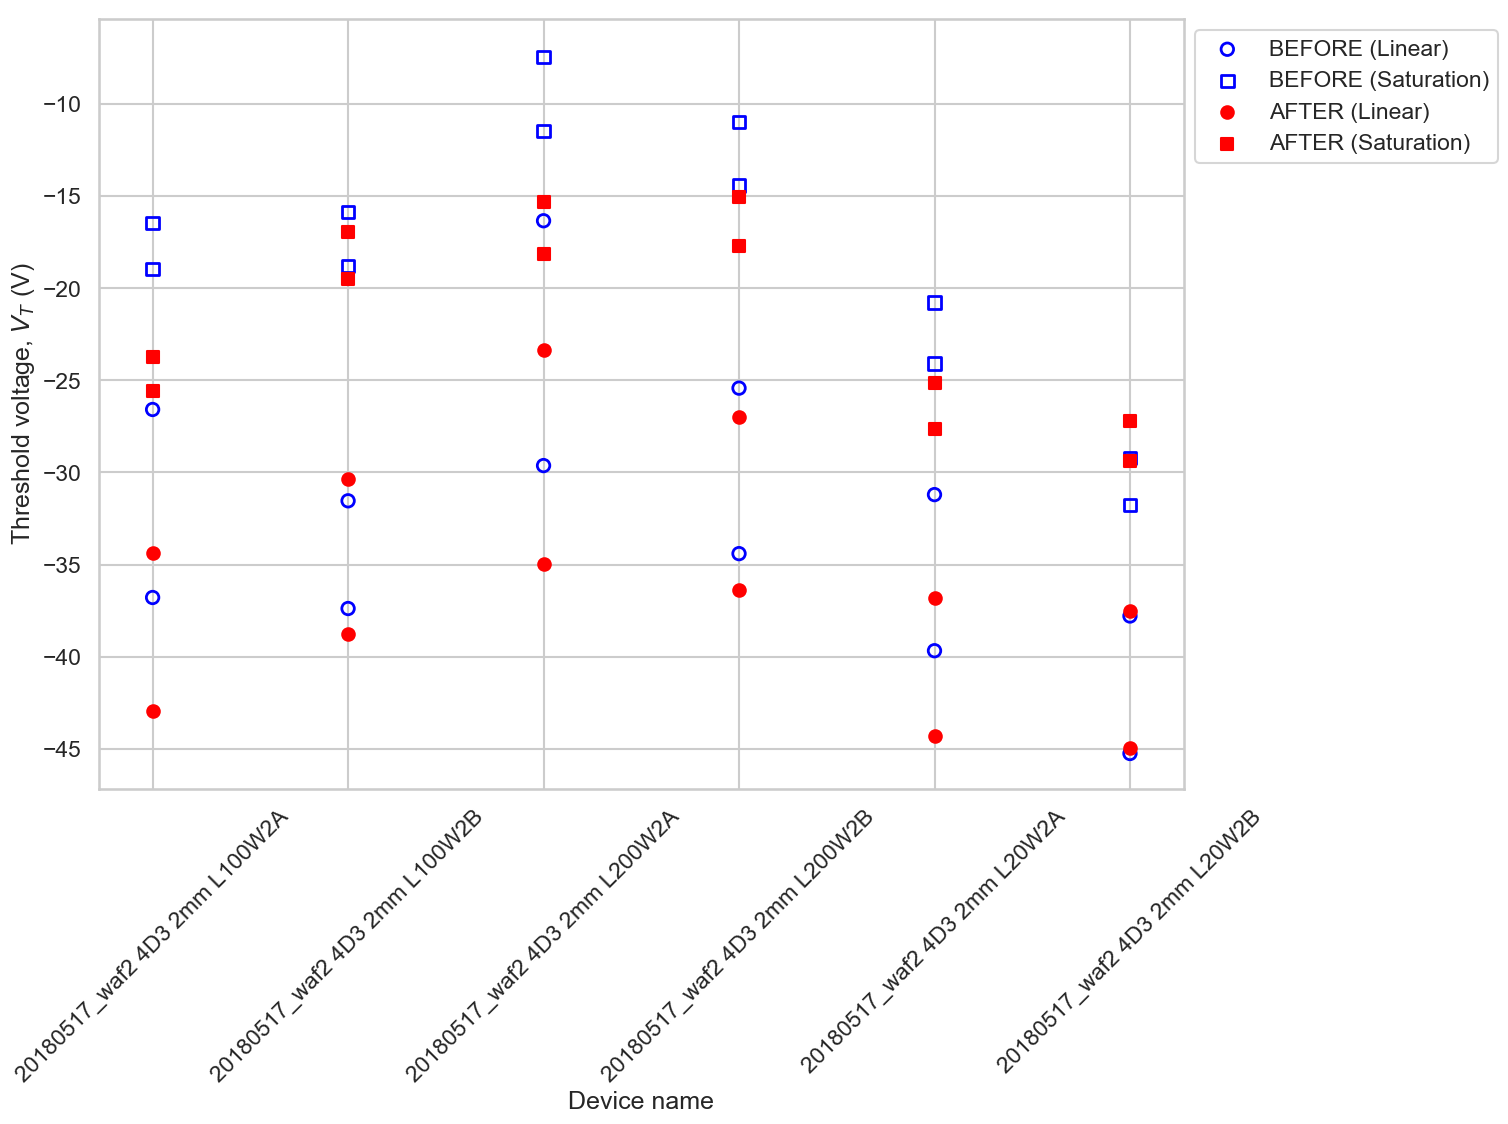 BEFORE (Linear)
BEFORE (Saturation)
AFTER (Linear)
AFTER (Saturation)
Threshold voltage, V_T (V)
−10
−15
−20
−25
−30
−35
−40
−45
20180517_waf2 4D3 2mm L100W2A
20180517_waf2 4D3 2mm L100W2B
20180517_waf2 4D3 2mm L200W2A
20180517_waf2 4D3 2mm L200W2B
20180517_waf2 4D3 2mm L20W2A
20180517_waf2 4D3 2mm L20W2B
Device name